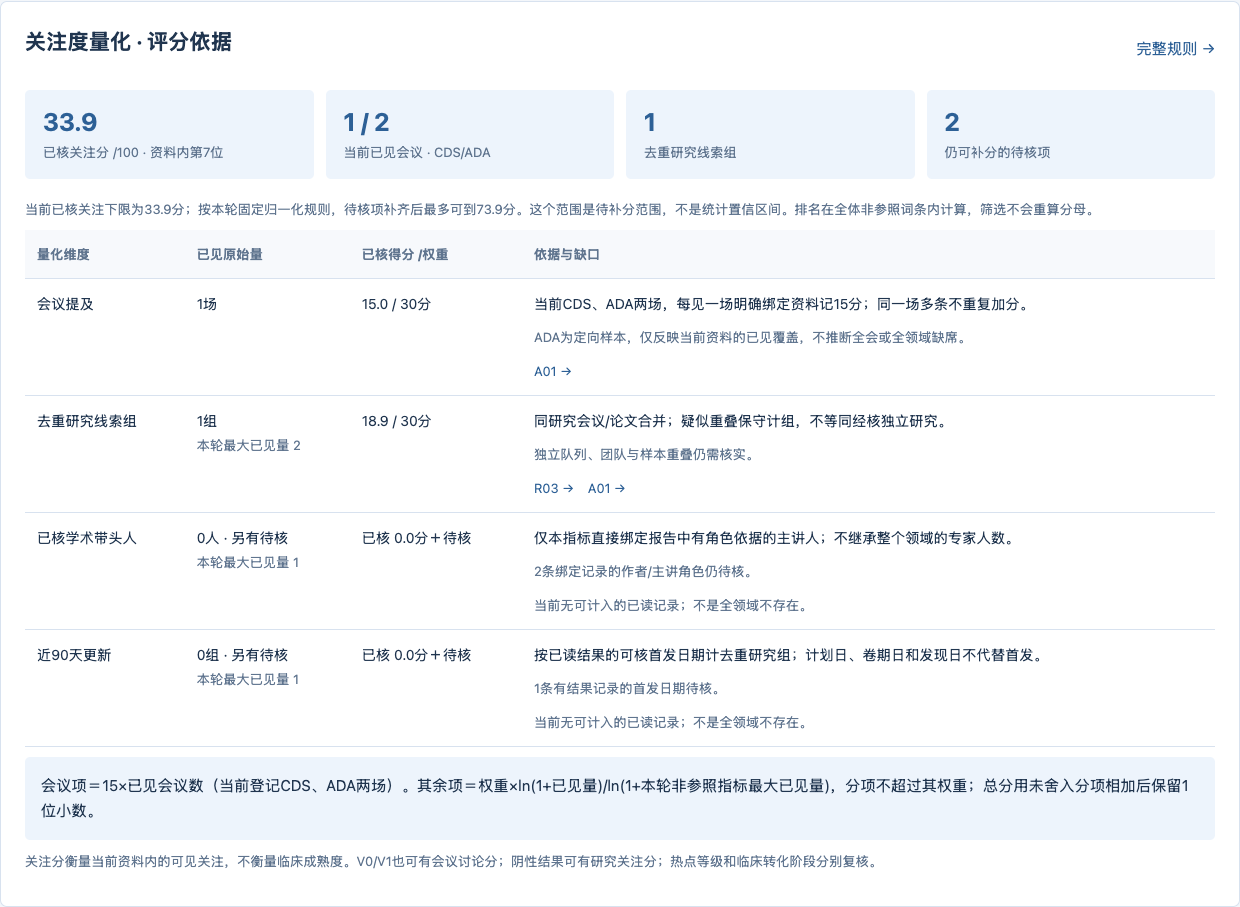 关注度量化 · 评分依据
完整规则 →
33.9
已核关注分 /100 · 资料内第7位
1 / 2
当前已见会议 · CDS/ADA
1
去重研究线索组
2
仍可补分的待核项
当前已核关注下限为33.9分；按本轮固定归一化规则，待核项补齐后最多可到73.9分。这个范围是待补分范围，不是统计置信区间。排名在全体非参照词条内计算，筛选不会重算分母。
量化维度 已见原始量 已核得分 /权重 依据与缺口
会议提及 1场 15.0 / 30分 当前CDS、ADA两场，每见一场明确绑定资料记15分；同一场多条不重复加分。
ADA为定向样本，仅反映当前资料的已见覆盖，不推断全会或全领域缺席。
A01 →
去重研究线索组 1组 18.9 / 30分 同研究会议/论文合并；疑似重叠保守计组，不等同经核独立研究。
本轮最大已见量 2
独立队列、团队与样本重叠仍需核实。
R03 → A01 →
已核学术带头人 0人 · 另有待核 已核 0.0分＋待核 仅本指标直接绑定报告中有角色依据的主讲人；不继承整个领域的专家人数。
本轮最大已见量 1
2条绑定记录的作者/主讲角色仍待核。
当前无可计入的已读记录；不是全领域不存在。
近90天更新 0组 · 另有待核 已核 0.0分＋待核 按已读结果的可核首发日期计去重研究组；计划日、卷期日和发现日不代替首发。
本轮最大已见量 1
1条有结果记录的首发日期待核。
当前无可计入的已读记录；不是全领域不存在。
会议项＝15×已见会议数（当前登记CDS、ADA两场）。其余项＝权重×ln(1+已见量)/ln(1+本轮非参照指标最大已见量)，分项不超过其权重；总分用未舍入分项相加后保留1
位小数。
关注分衡量当前资料内的可见关注，不衡量临床成熟度。V0/V1也可有会议讨论分；阴性结果可有研究关注分；热点等级和临床转化阶段分别复核。